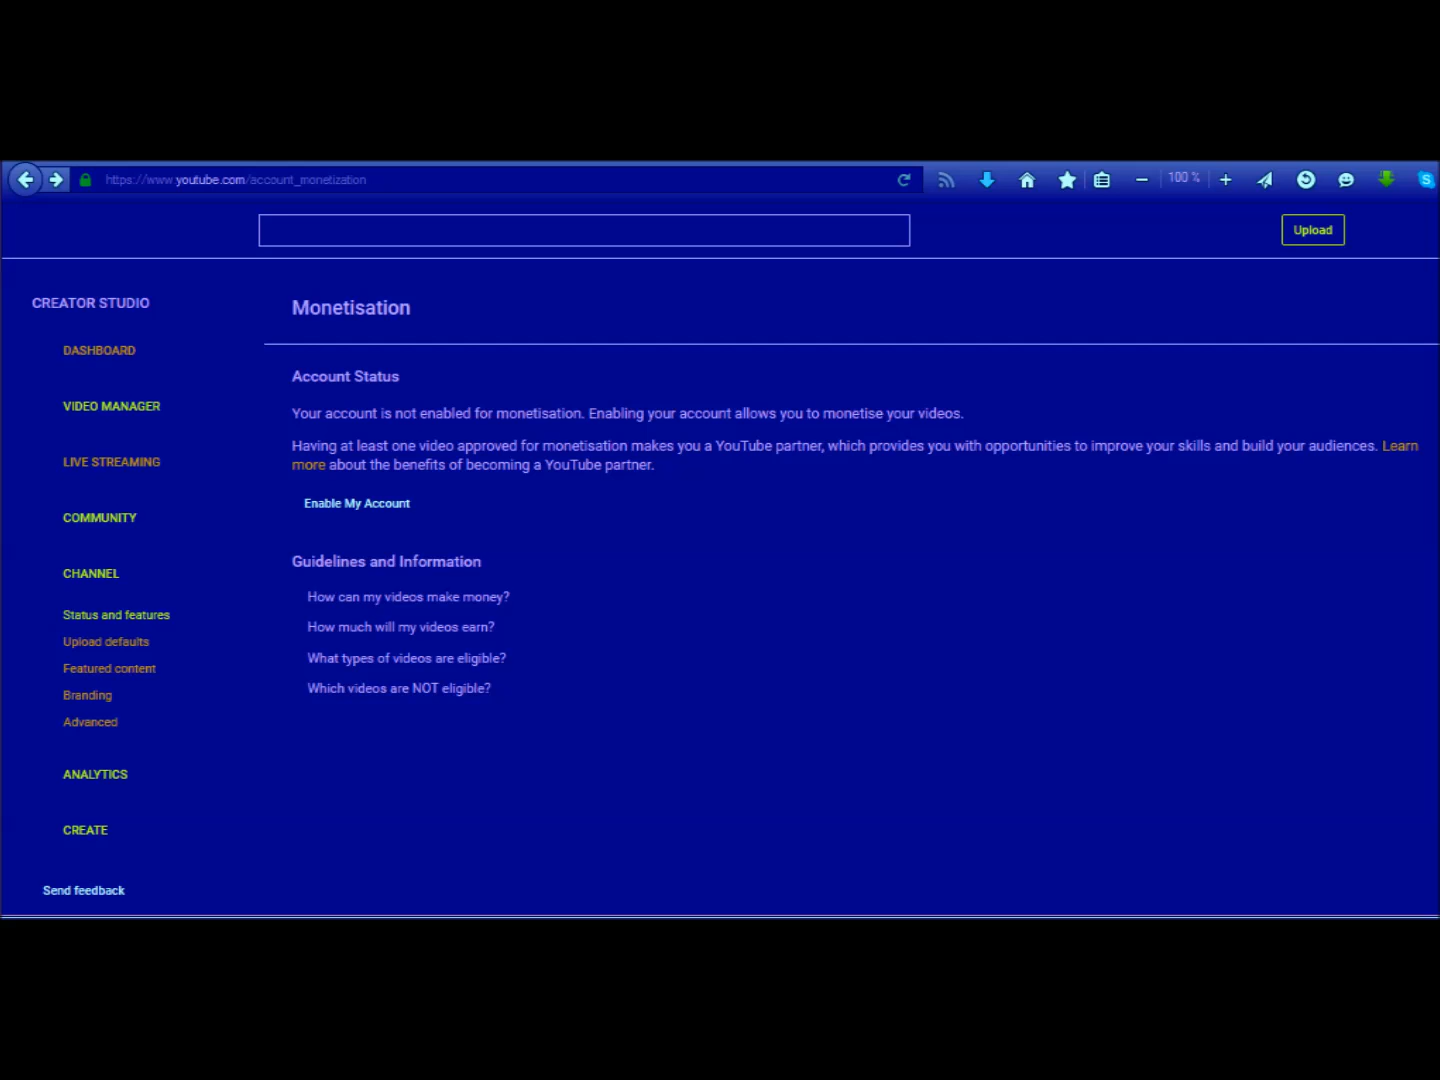 https://www.youtube.com/account_monetization
100 %
Upload
CREATOR STUDIO
DASHBOARD
VIDEO MANAGER
LIVE STREAMING
COMMUNITY
CHANNEL
Status and features
Upload defaults
Featured content
Branding
Advanced
ANALYTICS
CREATE
Send feedback
Monetisation
Account Status
Your account is not enabled for monetisation. Enabling your account allows you to monetise your videos.
Having at least one video approved for monetisation makes you a YouTube partner, which provides you with opportunities to improve your skills and build your audiences. Learn
more about the benefits of becoming a YouTube partner.
Enable My Account
Guidelines and Information
How can my videos make money?
How much will my videos earn?
What types of videos are eligible?
Which videos are NOT eligible?